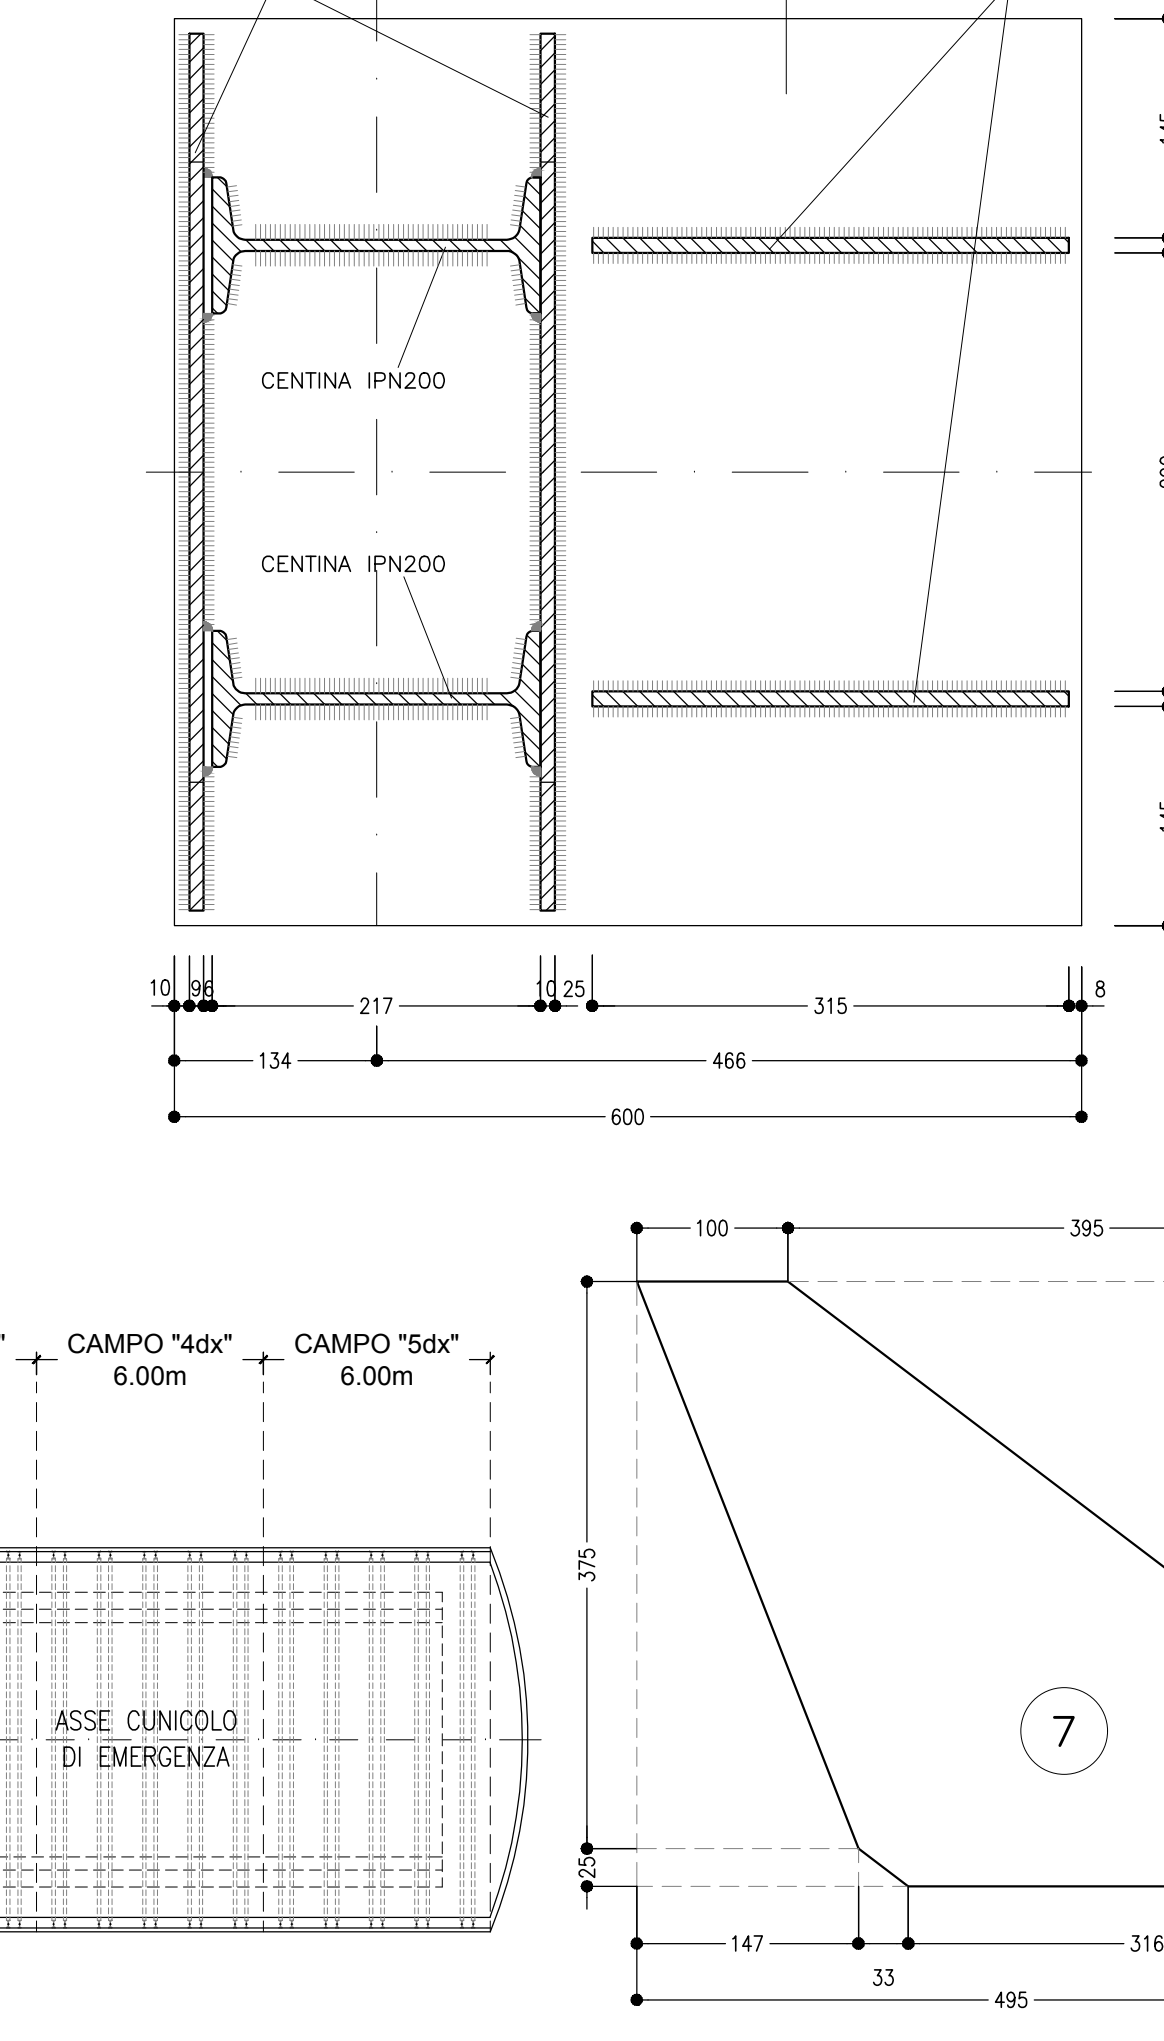 CENTINA IPN200
CENTINA IPN200
10
9
6
217
10
25
315
8
134
466
600
100
395
CAMPO "4dx"
6.00m
CAMPO "5dx"
6.00m
375
25
ASSE CUNICOLO
DI EMERGENZA
7
147
33
316
495